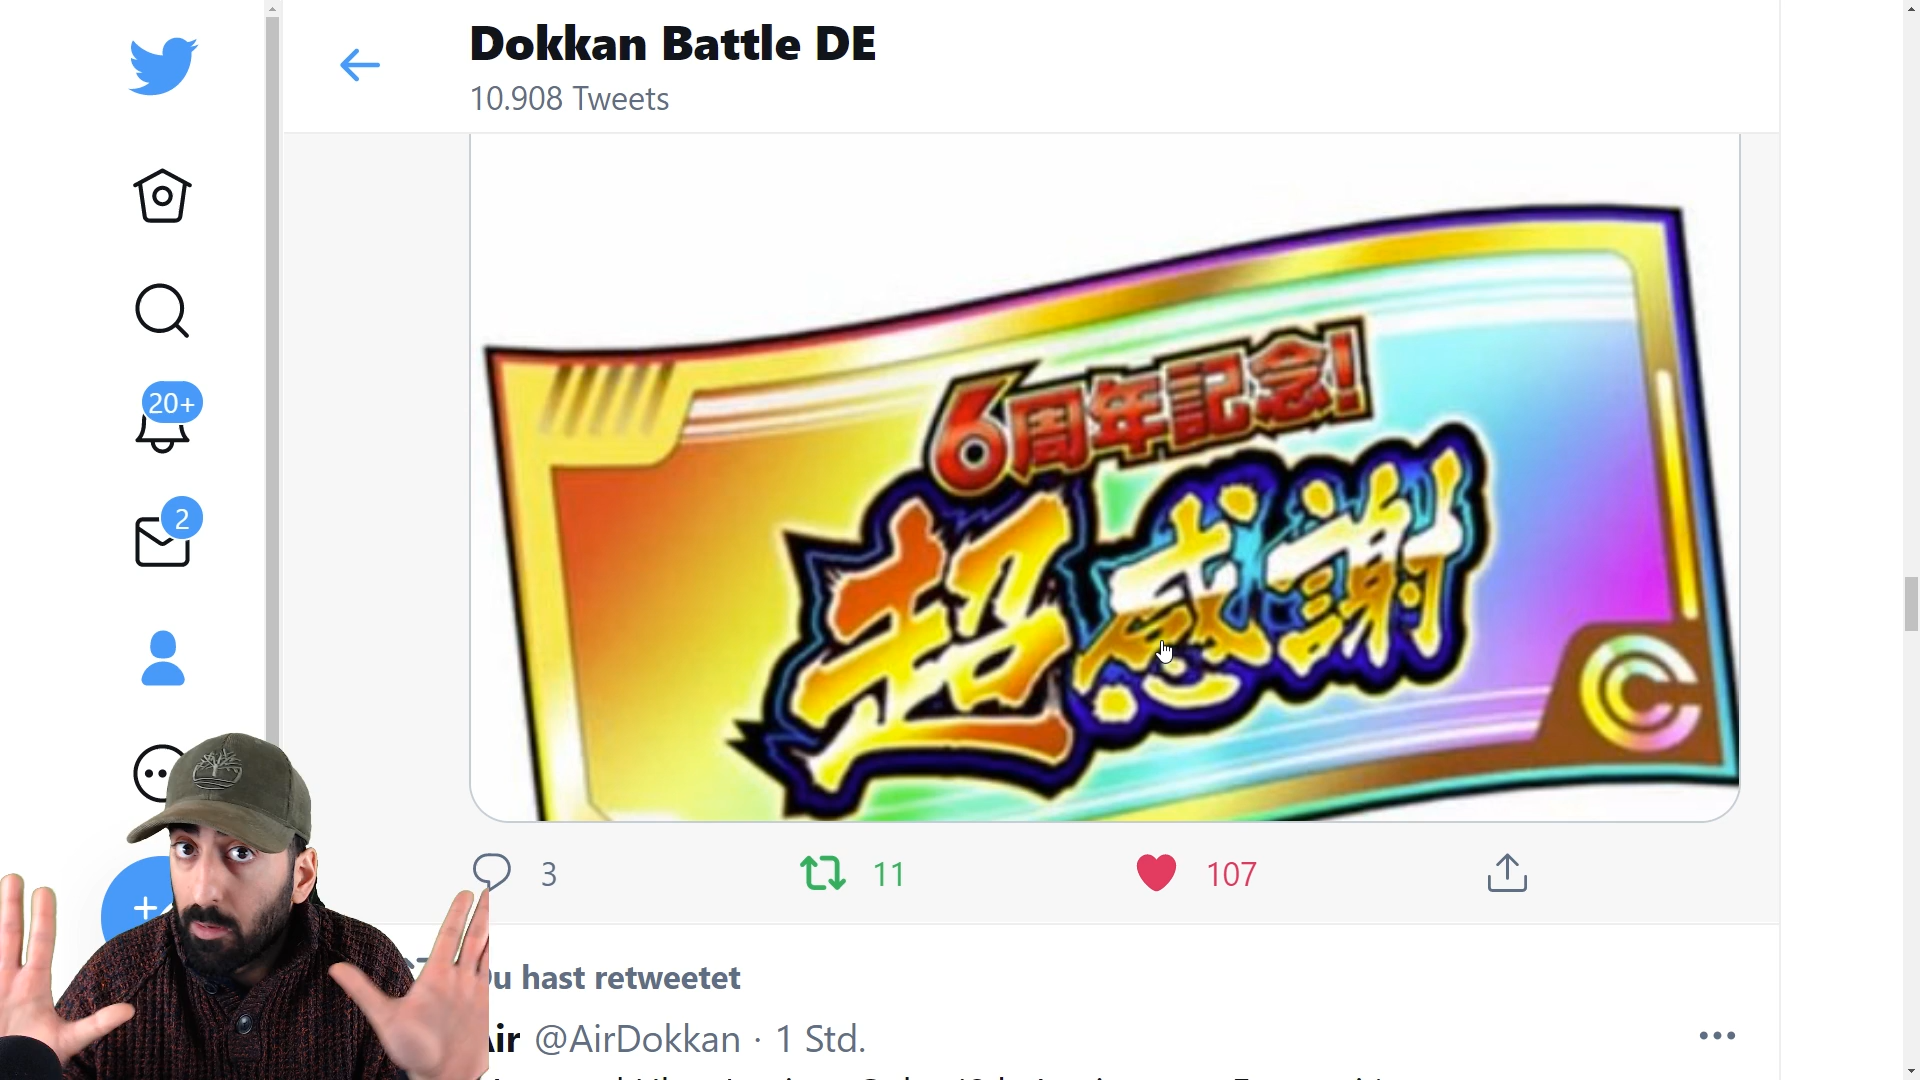 Dokkan Battle DE
10.908 Tweets
20+
2
6周年記念!
超感謝
3
11
107
u hast retweetet
Air @AirDokkan · 1 Std.